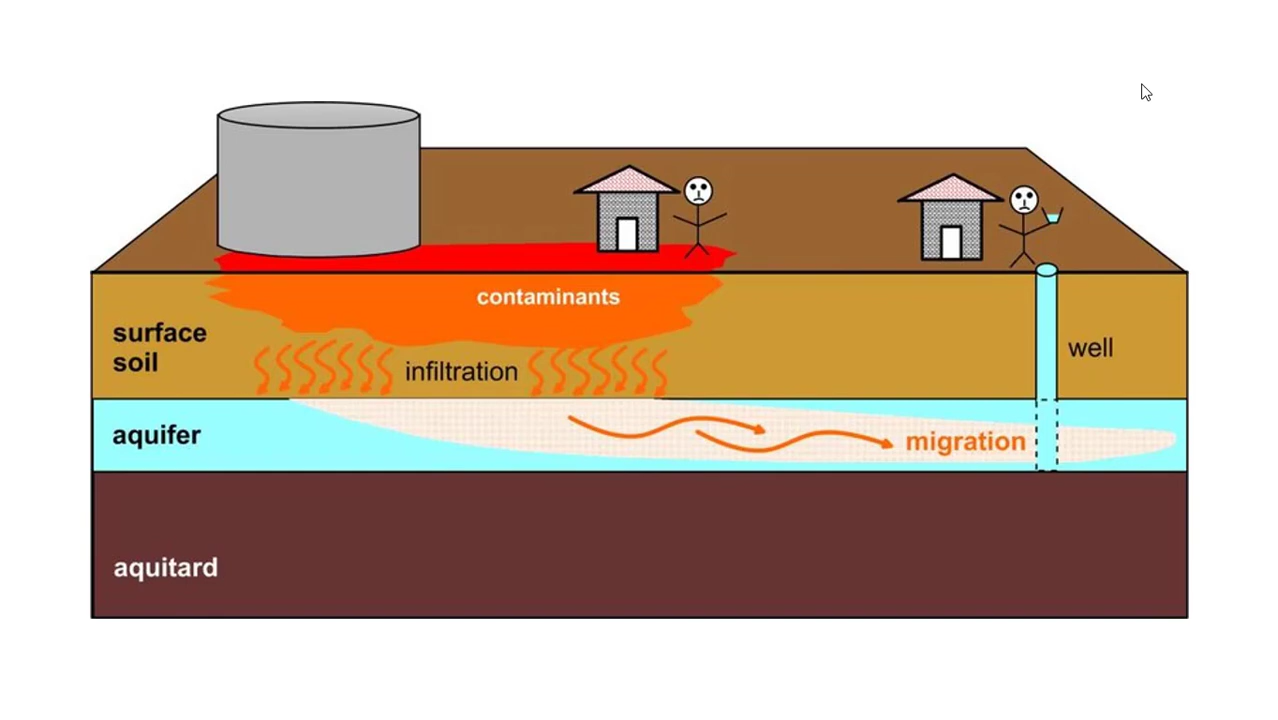 contaminants
surface
soil
well
infiltration
aquifer
migration
aquitard